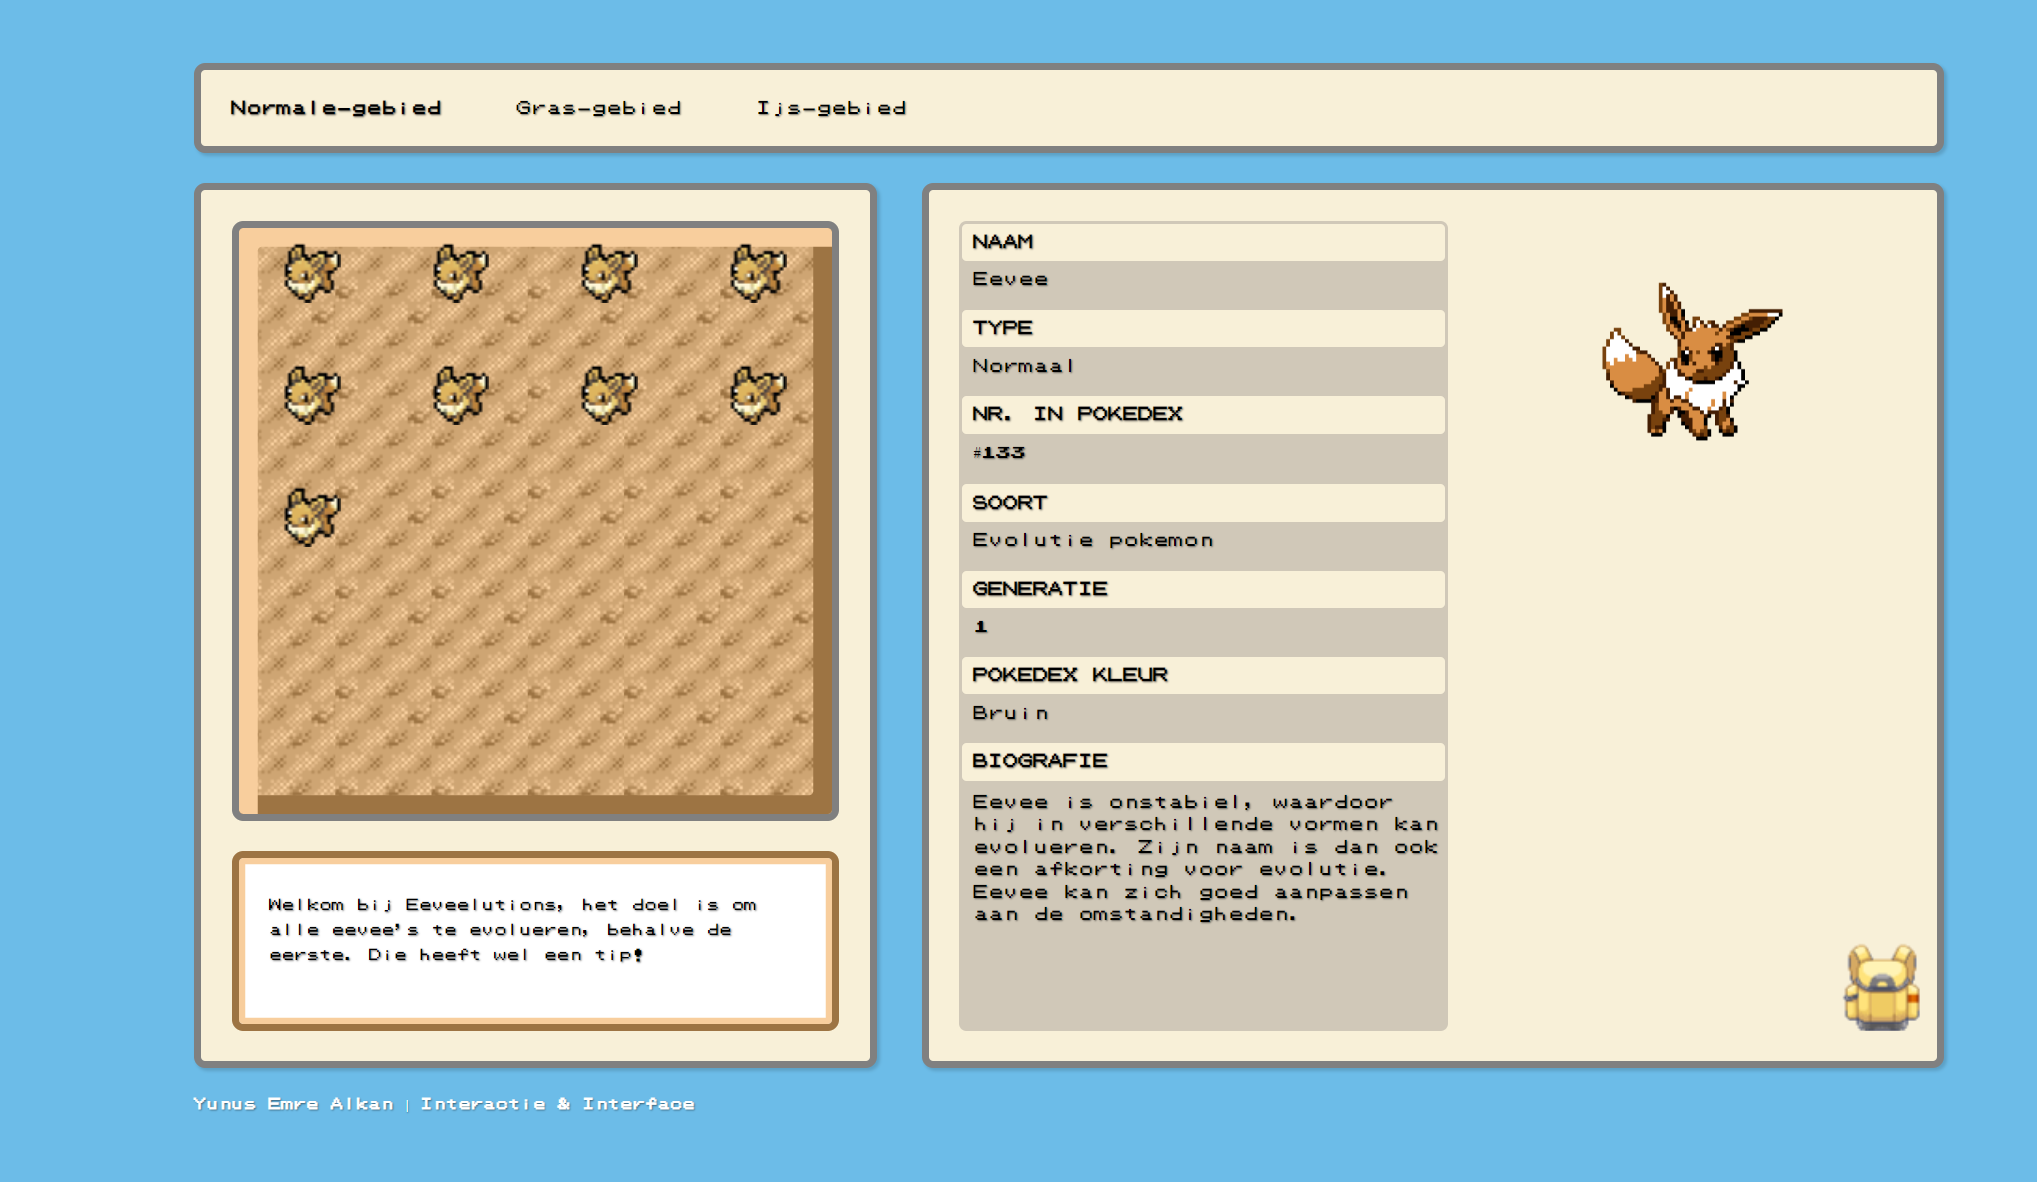 Normale-gebied Gras-gebied Ijs-gebied
NAAM
Eevee
TYPE
Normaal
NR. IN POKEDEX
#133
SOORT
Evolutie pokemon
GENERATIE
1
POKEDEX KLEUR
Bruin
BIOGRAFIE
Eevee is onstabiel, waardoor
hij in verschillende vormen kan
evolueren. Zijn naam is dan ook
een afkorting voor evolutie.
Eevee kan zich goed aanpassen
aan de omstandigheden.
Welkom bij Eeveelutions, het doel is om
alle eevee's te evolueren, behalve de
eerste. Die heeft wel een tip!
Yunus Emre Alkan | Interactie & Interface